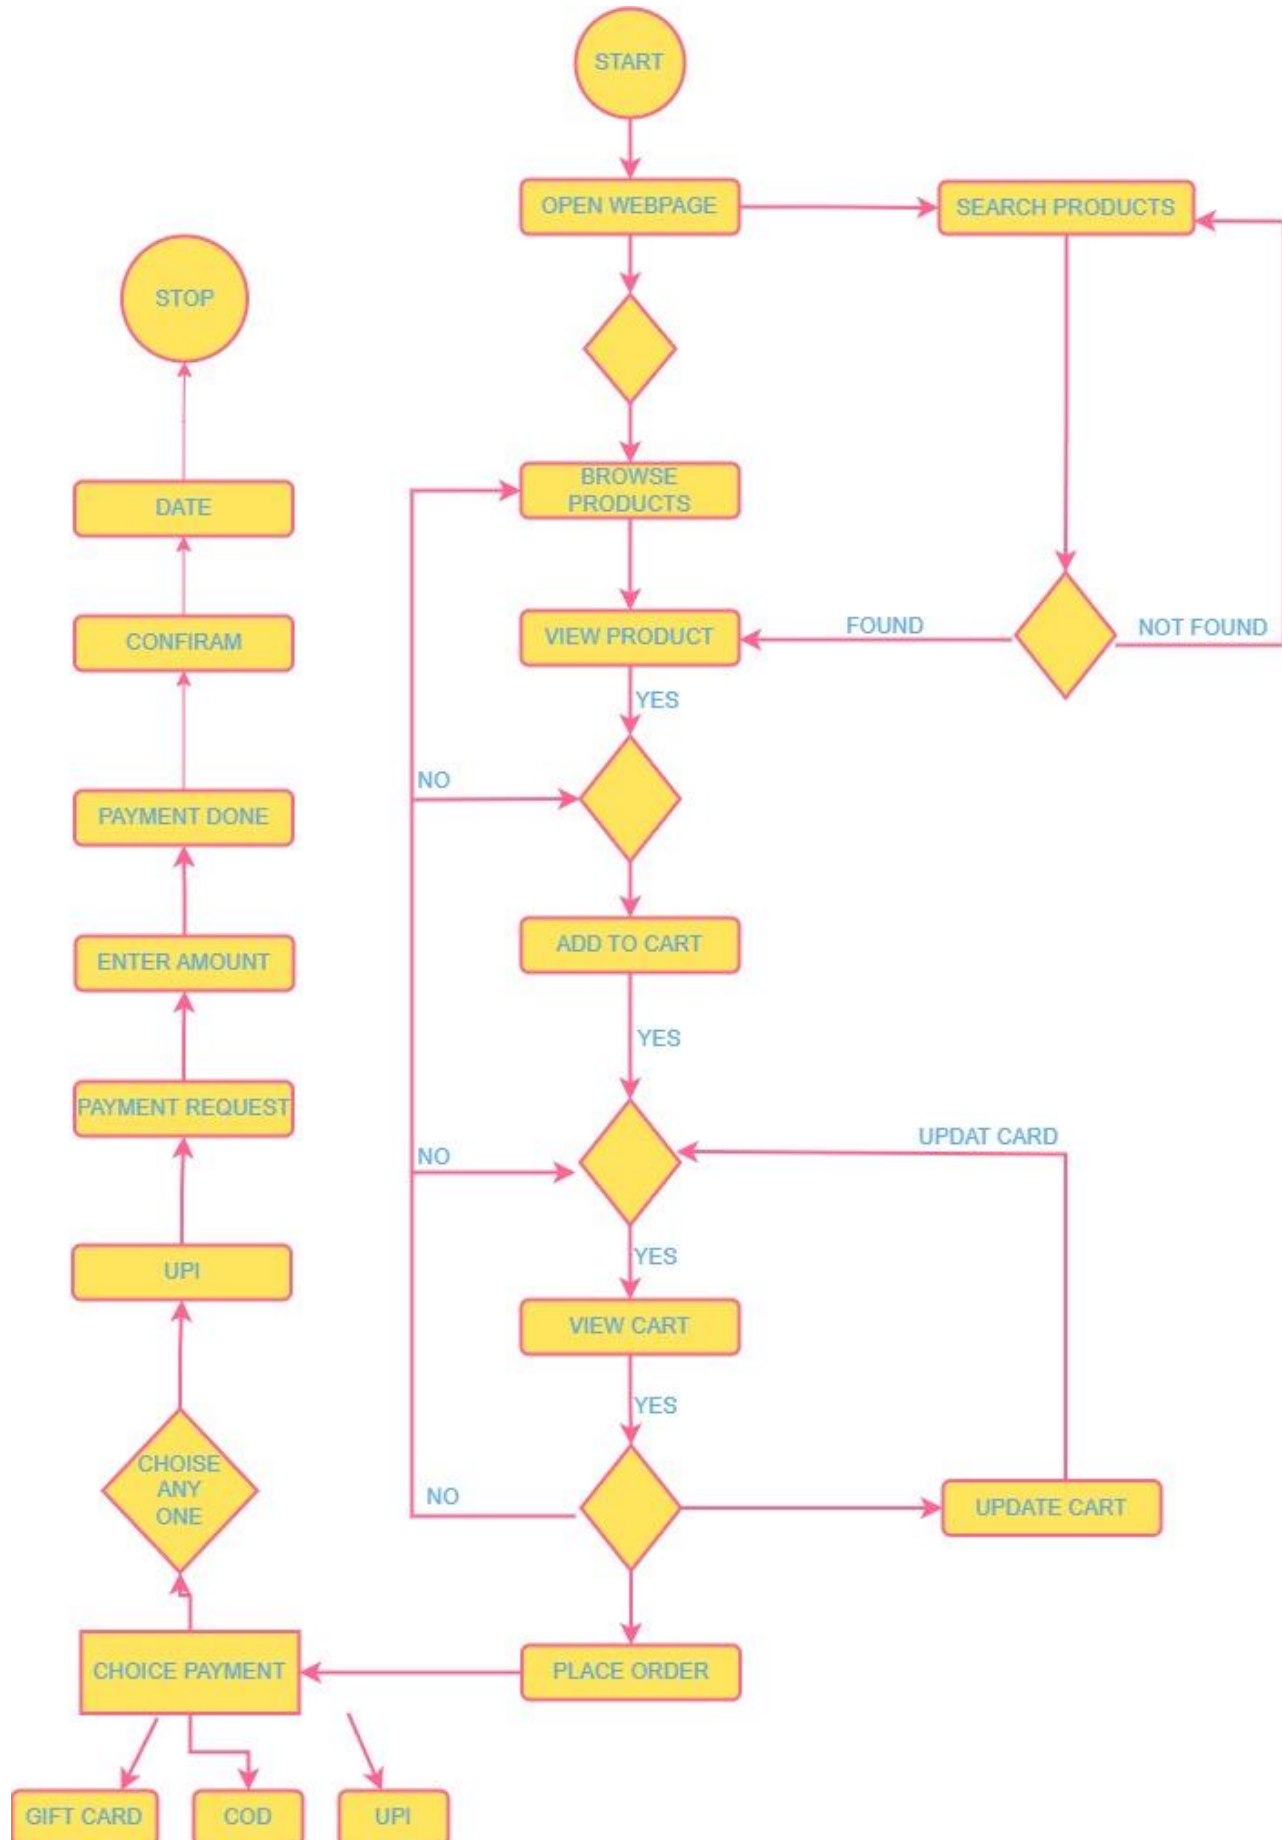 START
OPEN WEBPAGE
SEARCH PRODUCTS
STOP
BROWSE
PRODUCTS
DATE
VIEW PRODUCT
FOUND
NOT FOUND
CONFIRAM
YES
NO
PAYMENT DONE
ADD TO CART
ENTER AMOUNT
YES
PAYMENT REQUEST
NO
UPDAT CARD
YES
UPI
VIEW CART
YES
CHOISE
ANY
ONE
NO
UPDATE CART
CHOICE PAYMENT
PLACE ORDER
GIFT CARD
COD
UPI